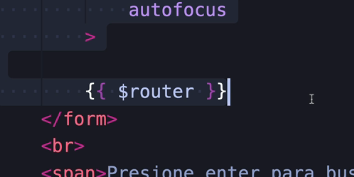 autofocus
>
{{ $router }}
</form>
<br>
<span>Presione enter para bus